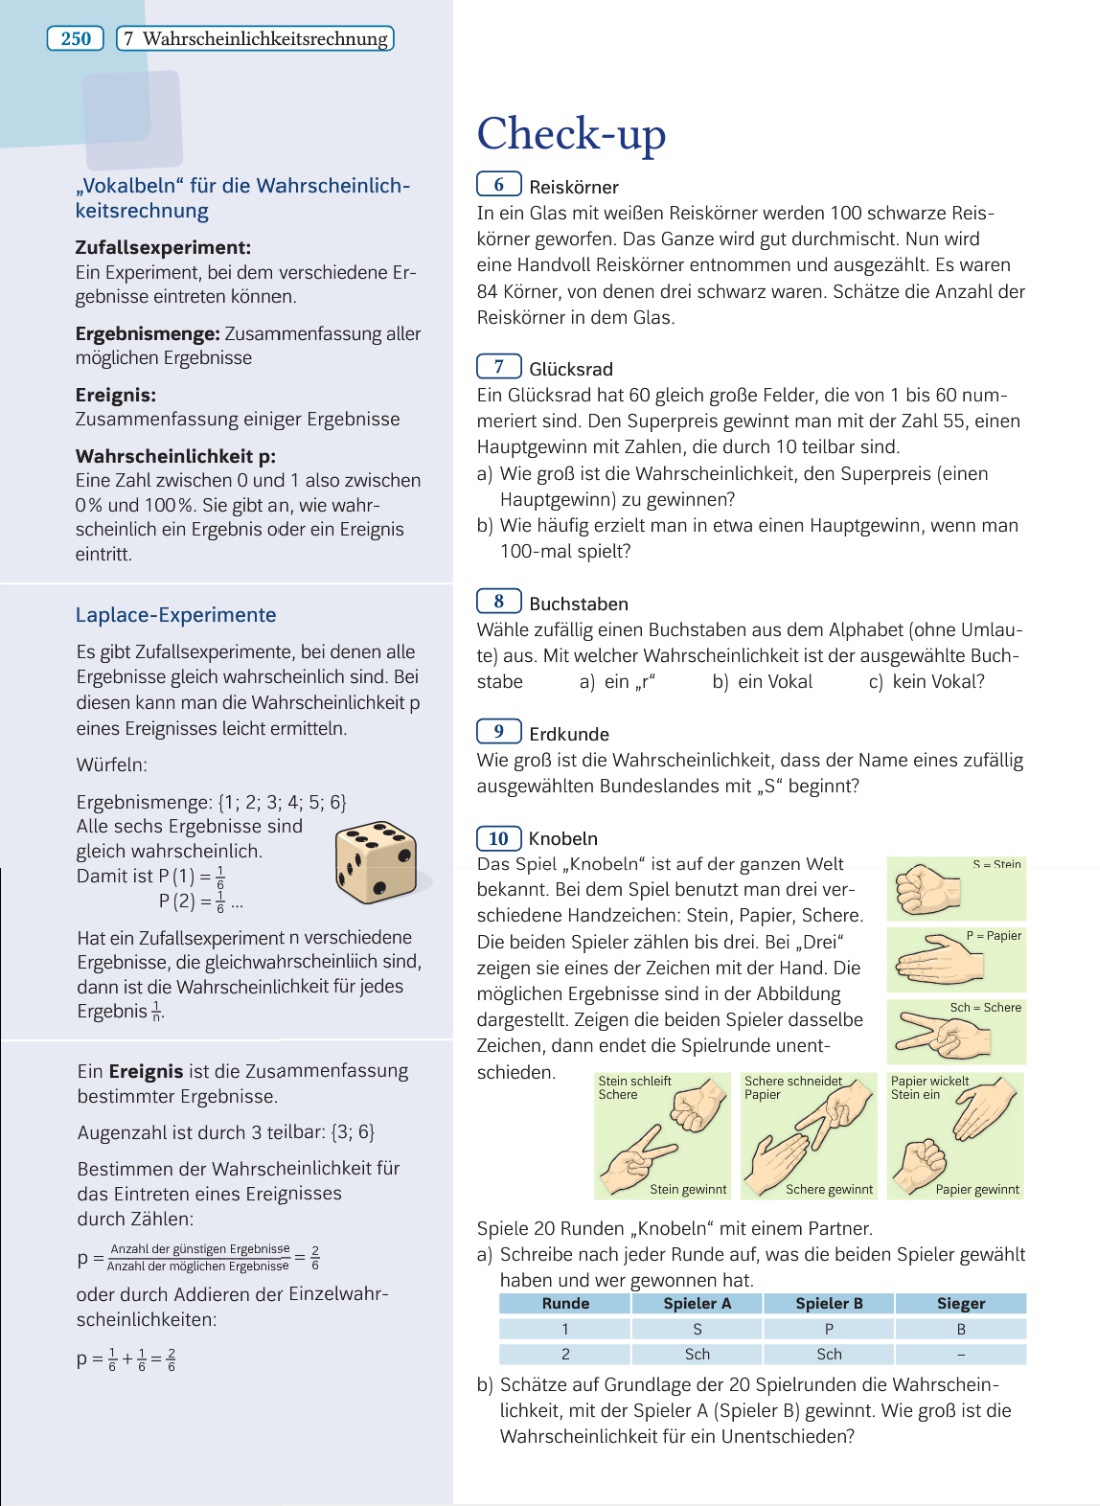 250 7 Wahrscheinlichkeitsrechnung
„Vokalbeln“ für die Wahrscheinlich-
keitsrechnung
Zufallsexperiment:
Ein Experiment, bei dem verschiedene Er-
gebnisse eintreten können.
Ergebnismenge: Zusammenfassung aller
möglichen Ergebnisse
Ereignis:
Zusammenfassung einiger Ergebnisse
Wahrscheinlichkeit p:
Eine Zahl zwischen 0 und 1 also zwischen
0% und 100%. Sie gibt an, wie wahr-
scheinlich ein Ergebnis oder ein Ereignis
eintritt.
Laplace-Experimente
Es gibt Zufallsexperimente, bei denen alle
Ergebnisse gleich wahrscheinlich sind. Bei
diesen kann man die Wahrscheinlichkeit p
eines Ereignisses leicht ermitteln.
Würfeln:
Ergebnismenge: {1; 2; 3; 4; 5; 6}
Alle sechs Ergebnisse sind
gleich wahrscheinlich.
Damit ist P(1) = 1/6
P(2) = 1/6 ...
Hat ein Zufallsexperiment n verschiedene
Ergebnisse, die gleichwahrscheinliich sind,
dann ist die Wahrscheinlichkeit für jedes
Ergebnis 1/n.
Ein Ereignis ist die Zusammenfassung
bestimmter Ergebnisse.
Augenzahl ist durch 3 teilbar: {3; 6}
Bestimmen der Wahrscheinlichkeit für
das Eintreten eines Ereignisses
durch Zählen:
p = Anzahl der günstigen Ergebnisse / Anzahl der möglichen Ergebnisse = 2/6
oder durch Addieren der Einzelwahr-
scheinlichkeiten:
p = 1/6 + 1/6 = 2/6
Check-up
6 Reiskörner
In ein Glas mit weißen Reiskörner werden 100 schwarze Reis-
körner geworfen. Das Ganze wird gut durchmischt. Nun wird
eine Handvoll Reiskörner entnommen und ausgezählt. Es waren
84 Körner, von denen drei schwarz waren. Schätze die Anzahl der
Reiskörner in dem Glas.
7 Glücksrad
Ein Glücksrad hat 60 gleich große Felder, die von 1 bis 60 num-
meriert sind. Den Superpreis gewinnt man mit der Zahl 55, einen
Hauptgewinn mit Zahlen, die durch 10 teilbar sind.
a) Wie groß ist die Wahrscheinlichkeit, den Superpreis (einen
Hauptgewinn) zu gewinnen?
b) Wie häufig erzielt man in etwa einen Hauptgewinn, wenn man
100-mal spielt?
8 Buchstaben
Wähle zufällig einen Buchstaben aus dem Alphabet (ohne Umlau-
te) aus. Mit welcher Wahrscheinlichkeit ist der ausgewählte Buch-
stabe a) ein „r“ b) ein Vokal c) kein Vokal?
9 Erdkunde
Wie groß ist die Wahrscheinlichkeit, dass der Name eines zufällig
ausgewählten Bundeslandes mit „S“ beginnt?
10 Knobeln
Das Spiel „Knobeln“ ist auf der ganzen Welt
bekannt. Bei dem Spiel benutzt man drei ver-
schiedene Handzeichen: Stein, Papier, Schere.
Die beiden Spieler zählen bis drei. Bei „Drei“
zeigen sie eines der Zeichen mit der Hand. Die
möglichen Ergebnisse sind in der Abbildung
dargestellt. Zeigen die beiden Spieler dasselbe
Zeichen, dann endet die Spielrunde unent-
schieden.
S = Stein
P = Papier
Sch = Schere
Stein schleift
Schere
Stein gewinnt
Schere schneidet
Papier
Schere gewinnt
Papier wickelt
Stein ein
Papier gewinnt
Spiele 20 Runden „Knobeln“ mit einem Partner.
a) Schreibe nach jeder Runde auf, was die beiden Spieler gewählt
haben und wer gewonnen hat.
Runde Spieler A Spieler B Sieger
1 S P B
2 Sch Sch –
b) Schätze auf Grundlage der 20 Spielrunden die Wahrschein-
lichkeit, mit der Spieler A (Spieler B) gewinnt. Wie groß ist die
Wahrscheinlichkeit für ein Unentschieden?